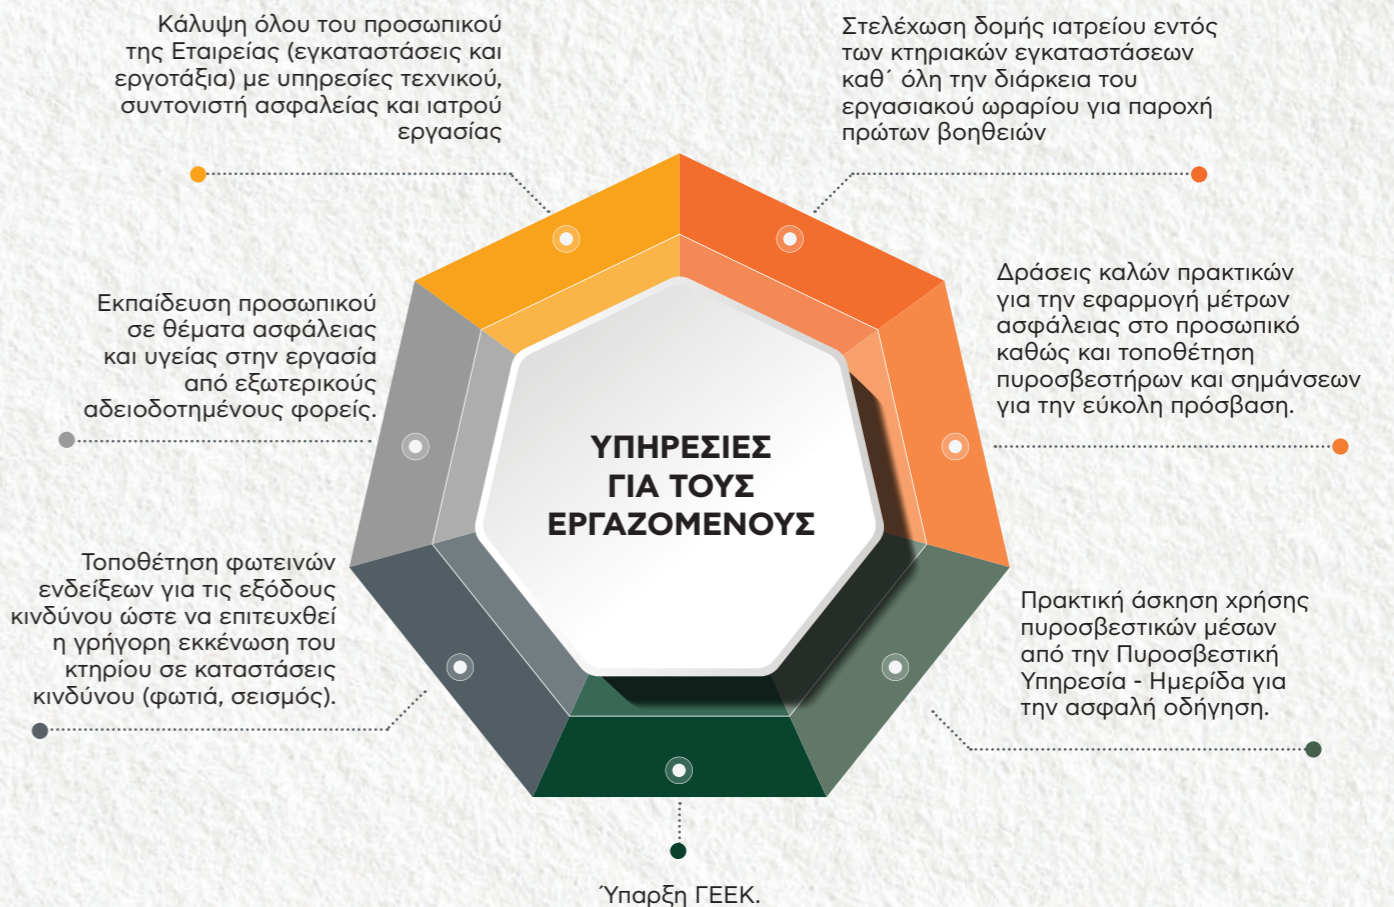 Κάλυψη όλου του προσωπικού
της Εταιρείας (εγκαταστάσεις και
εργοτάξια) με υπηρεσίες τεχνικού,
συντονιστή ασφαλείας και ιατρού
εργασίας
Στελέχωση δομής ιατρείου εντός
των κτηριακών εγκαταστάσεων
καθ΄ όλη την διάρκεια του
εργασιακού ωραρίου για παροχή
πρώτων βοηθειών
Εκπαίδευση προσωπικού
σε θέματα ασφάλειας
και υγείας στην εργασία
από εξωτερικούς
αδειοδοτημένους φορείς.
Δράσεις καλών πρακτικών
για την εφαρμογή μέτρων
ασφάλειας στο προσωπικό
καθώς και τοποθέτηση
πυροσβεστήρων και σημάνσεων
για την εύκολη πρόσβαση.
ΥΠΗΡΕΣΙΕΣ
ΓΙΑ ΤΟΥΣ
ΕΡΓΑΖΟΜΕΝΟΥΣ
Τοποθέτηση φωτεινών
ενδείξεων για τις εξόδους
κινδύνου ώστε να επιτευχθεί
η γρήγορη εκκένωση του
κτηρίου σε καταστάσεις
κινδύνου (φωτιά, σεισμός).
Πρακτική άσκηση χρήσης
πυροσβεστικών μέσων
από την Πυροσβεστική
Υπηρεσία - Ημερίδα για
την ασφαλή οδήγηση.
Ύπαρξη ΓΕΕΚ.